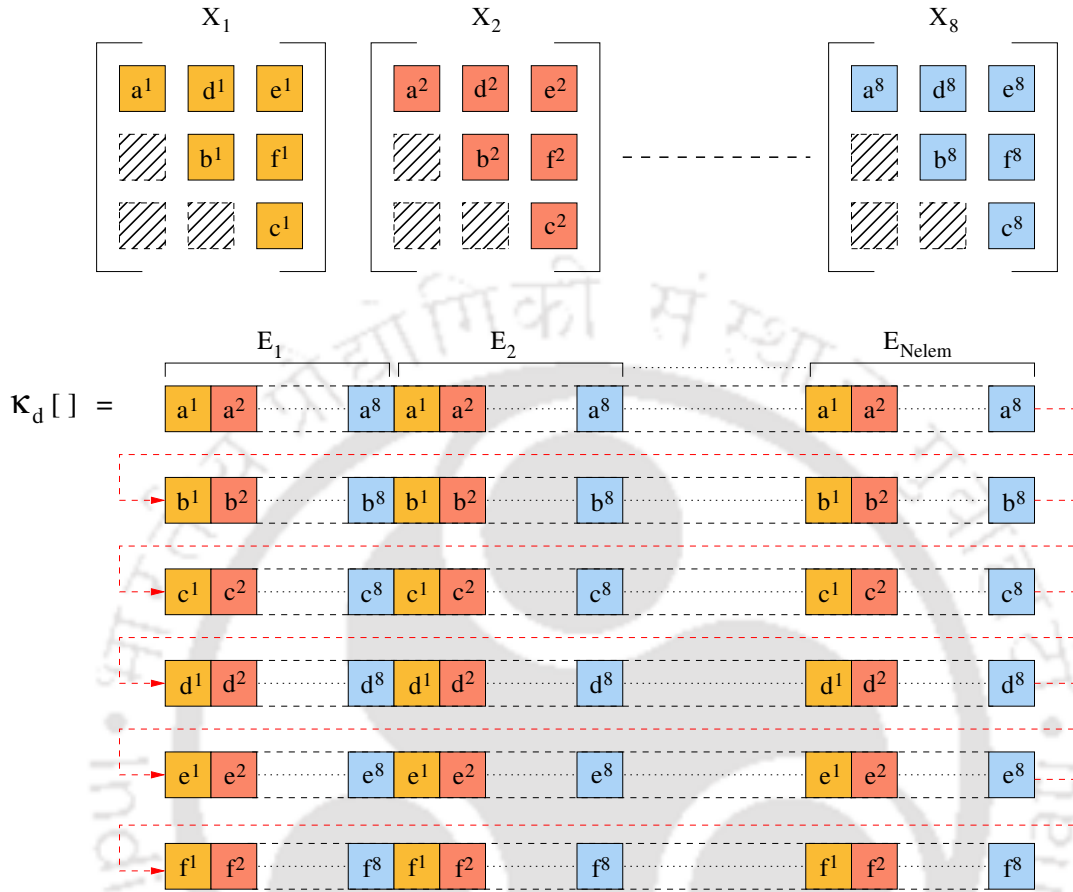 X1 X2 X8
a1 d1 e1 a2 d2 e2 a8 d8 e8
b1 f1 b2 f2 b8 f8
c1 c2 c8
E1 E2 ENelem
κd [ ] = a1 a2 a8 a1 a2 a8 a1 a2 a8
b1 b2 b8 b1 b2 b8 b1 b2 b8
c1 c2 c8 c1 c2 c8 c1 c2 c8
d1 d2 d8 d1 d2 d8 d1 d2 d8
e1 e2 e8 e1 e2 e8 e1 e2 e8
f1 f2 f8 f1 f2 f8 f1 f2 f8